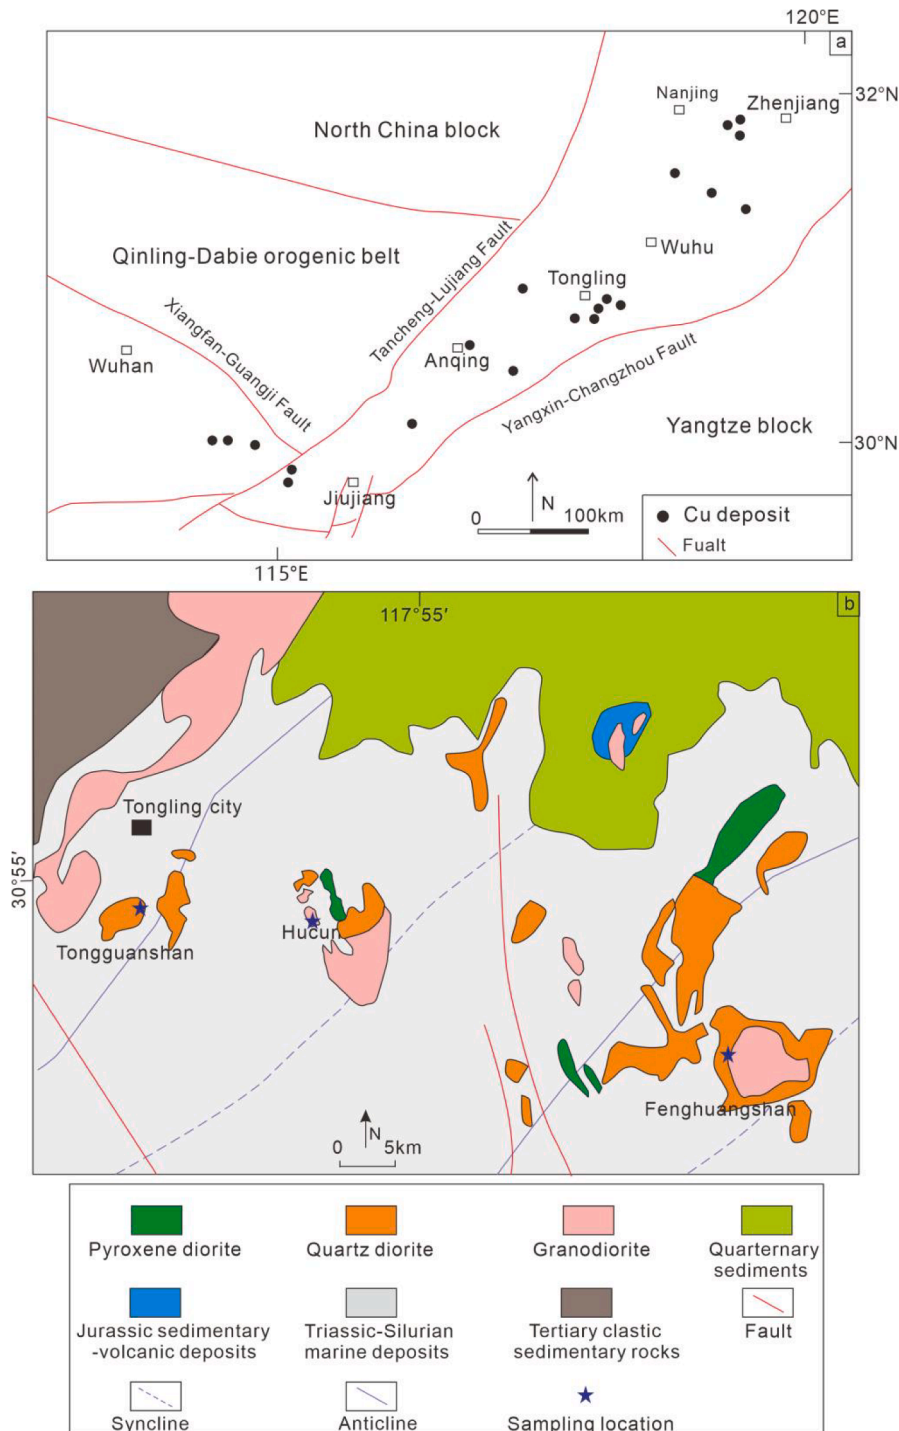 120°E
a
32°N
Nanjing
Zhenjiang
North China block
Wuhu
Qinling-Dabie orogenic belt
Tancheng-Lujiang Fault
Tongling
Xiangfan-Guangji Fault
Wuhan
Anqing
Yangxin-Changzhou Fault
Yangtze block
30°N
Jiujiang
N
0 100km
Cu deposit
Fualt
115°E
117°55′
b
Tongling city
30°55′
Hucun
Tongguanshan
Fenghuangshan
N
0 5km
Pyroxene diorite
Quartz diorite
Granodiorite
Quarternary
sediments
Jurassic sedimentary
-volcanic deposits
Triassic-Silurian
marine deposits
Tertiary clastic
sedimentary rocks
Fault
Syncline
Anticline
Sampling location